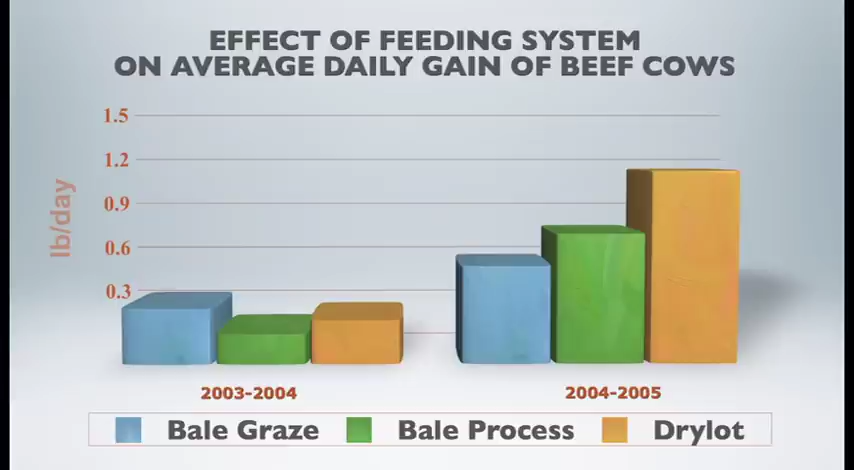 EFFECT OF FEEDING SYSTEM
ON AVERAGE DAILY GAIN OF BEEF COWS
lb/day
1.5
1.2
0.9
0.6
0.3
2003-2004 2004-2005
Bale Graze Bale Process Drylot